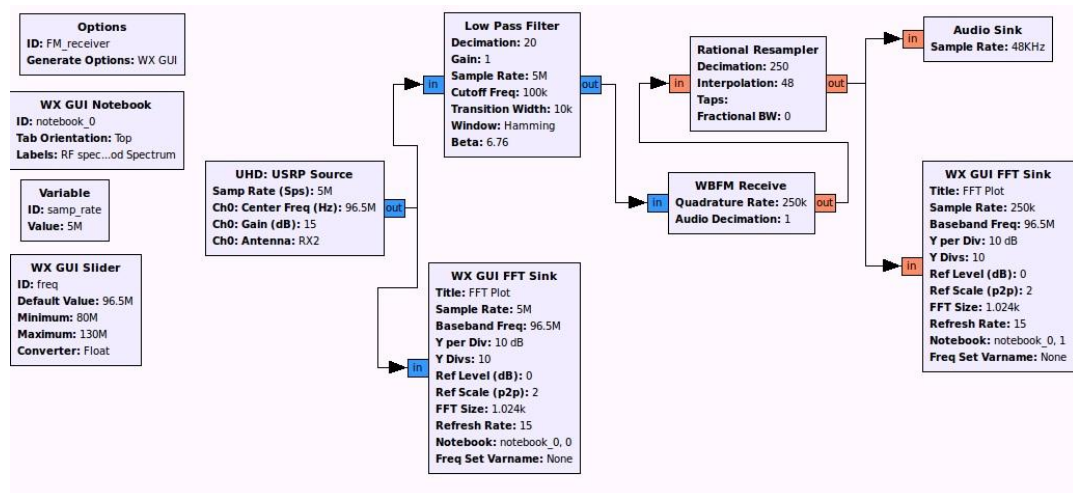 Options
ID: FM_receiver
Generate Options: WX GUI
WX GUI Notebook
ID: notebook_0
Tab Orientation: Top
Labels: RF spec...od Spectrum
Variable
ID: samp_rate
Value: 5M
WX GUI Slider
ID: freq
Default Value: 96.5M
Minimum: 80M
Maximum: 130M
Converter: Float
UHD: USRP Source
Samp Rate (Sps): 5M
Ch0: Center Freq (Hz): 96.5M
Ch0: Gain (dB): 15
Ch0: Antenna: RX2
out
Low Pass Filter
Decimation: 20
Gain: 1
Sample Rate: 5M
Cutoff Freq: 100k
Transition Width: 10k
Window: Hamming
Beta: 6.76
in
out
WX GUI FFT Sink
Title: FFT Plot
Sample Rate: 5M
Baseband Freq: 96.5M
Y per Div: 10 dB
Y Divs: 10
Ref Level (dB): 0
Ref Scale (p2p): 2
FFT Size: 1.024k
Refresh Rate: 15
Notebook: notebook_0, 0
Freq Set Varname: None
in
Rational Resampler
Decimation: 250
Interpolation: 48
Taps:
Fractional BW: 0
in
out
WBFM Receive
Quadrature Rate: 250k
Audio Decimation: 1
in
out
Audio Sink
Sample Rate: 48KHz
in
WX GUI FFT Sink
Title: FFT Plot
Sample Rate: 250k
Baseband Freq: 96.5M
Y per Div: 10 dB
Y Divs: 10
Ref Level (dB): 0
Ref Scale (p2p): 2
FFT Size: 1.024k
Refresh Rate: 15
Notebook: notebook_0, 1
Freq Set Varname: None
in